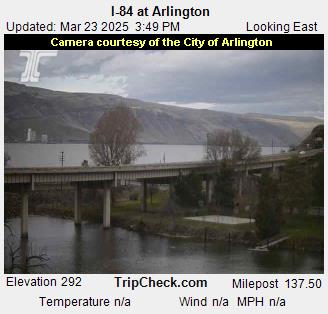 I-84 at Arlington
Updated: Mar 23 2025 3:49 PM Looking East
Camera courtesy of the City of Arlington
Elevation 292 TripCheck.com Milepost 137.50
Temperature n/a Wind n/a MPH n/a